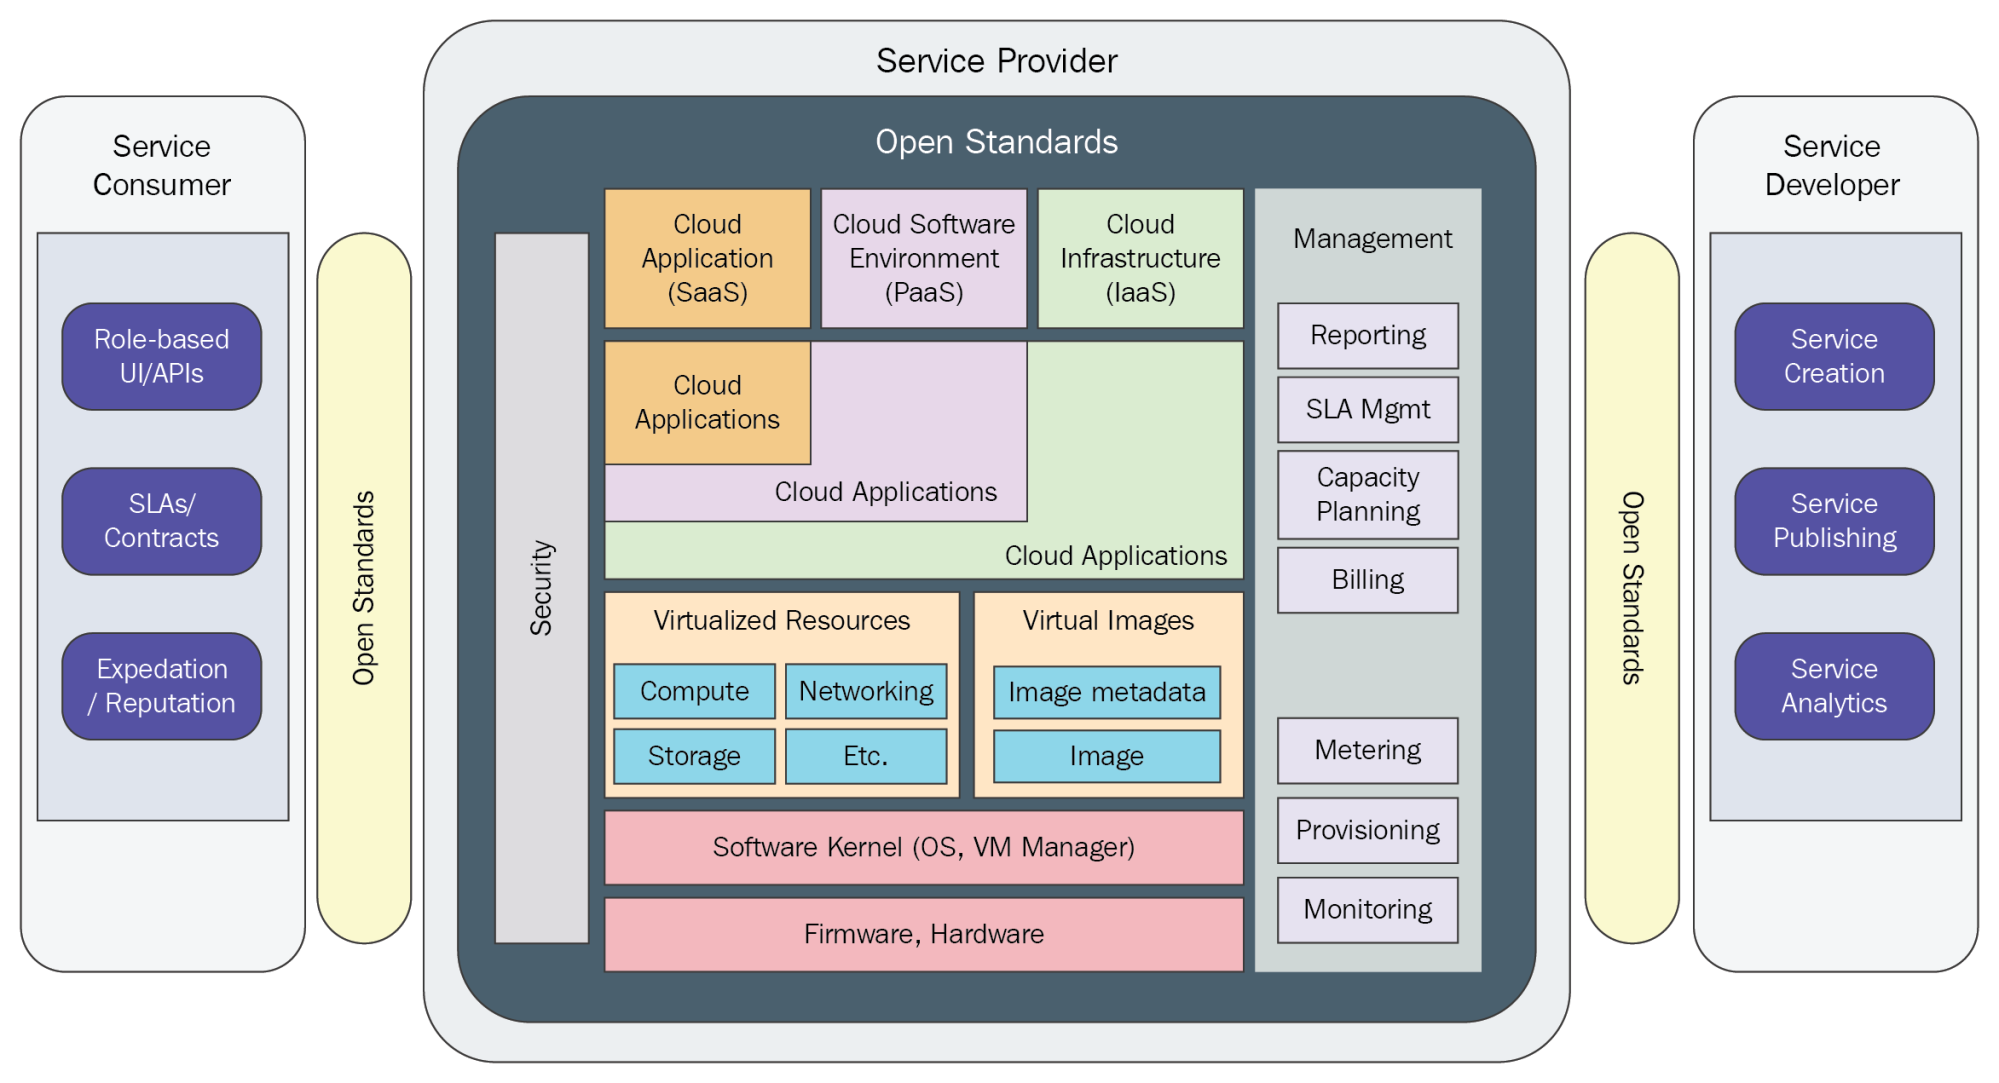 Service
Consumer
Role-based
UI/APIs
SLAs/
Contracts
Expedation
/ Reputation
Open Standards
Service Provider
Open Standards
Security
Cloud
Application
(SaaS)
Cloud Software
Environment
(PaaS)
Cloud
Infrastructure
(IaaS)
Cloud
Applications
Cloud Applications
Cloud Applications
Virtualized Resources
Compute
Networking
Storage
Etc.
Virtual Images
Image metadata
Image
Software Kernel (OS, VM Manager)
Firmware, Hardware
Management
Reporting
SLA Mgmt
Capacity
Planning
Billing
Metering
Provisioning
Monitoring
Open Standards
Service
Developer
Service
Creation
Service
Publishing
Service
Analytics